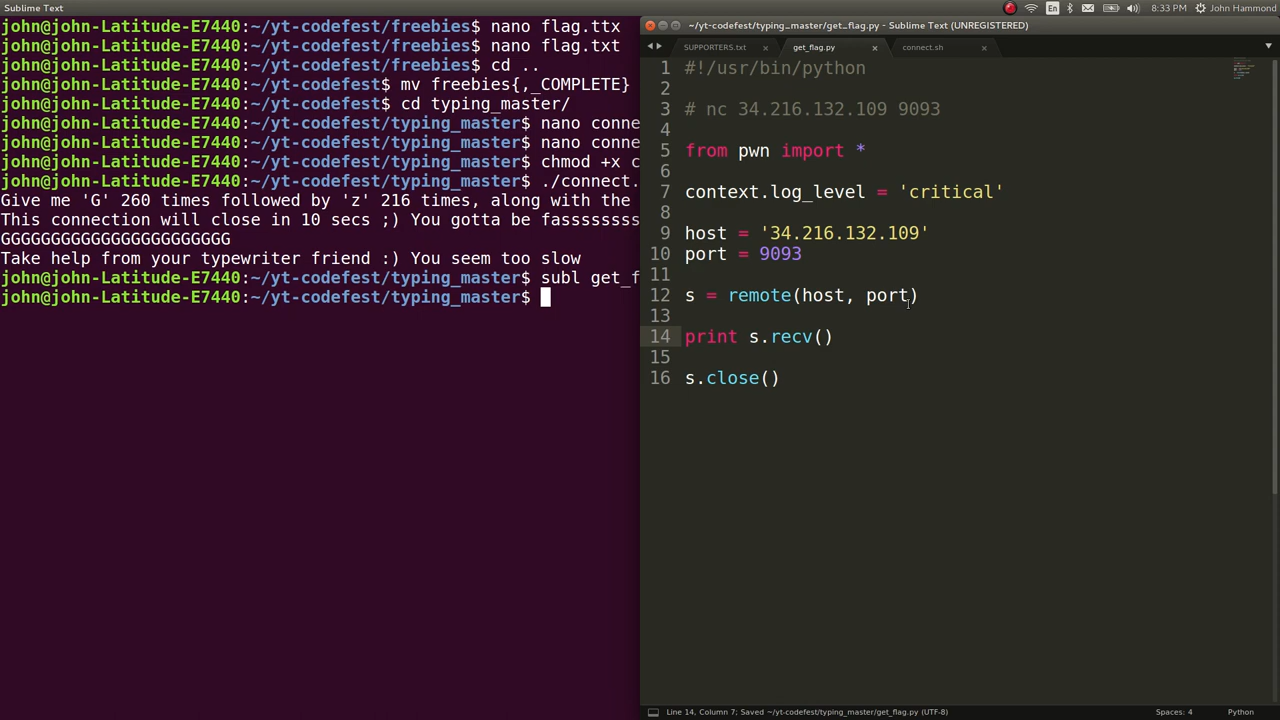 Sublime Text
En
8:33 PM
John Hammond
john@john-Latitude-E7440:~/yt-codefest/freebies$ nano flag.ttx
john@john-Latitude-E7440:~/yt-codefest/freebies$ nano flag.txt
john@john-Latitude-E7440:~/yt-codefest/freebies$ cd ..
john@john-Latitude-E7440:~/yt-codefest$ mv freebies{,_COMPLETE}
john@john-Latitude-E7440:~/yt-codefest$ cd typing_master/
john@john-Latitude-E7440:~/yt-codefest/typing_master$ nano conne
john@john-Latitude-E7440:~/yt-codefest/typing_master$ nano conne
john@john-Latitude-E7440:~/yt-codefest/typing_master$ chmod +x c
john@john-Latitude-E7440:~/yt-codefest/typing_master$ ./connect.
Give me 'G' 260 times followed by 'z' 216 times, along with the
This connection will close in 10 secs ;) You gotta be fasssssssss
GGGGGGGGGGGGGGGGGGGGGGG
Take help from your typewriter friend :) You seem too slow
john@john-Latitude-E7440:~/yt-codefest/typing_master$ subl get_f
john@john-Latitude-E7440:~/yt-codefest/typing_master$
~/yt-codefest/typing_master/get_flag.py - Sublime Text (UNREGISTERED)
SUPPORTERS.txt
get_flag.py
connect.sh
1 #!/usr/bin/python
2
3 # nc 34.216.132.109 9093
4
5 from pwn import *
6
7 context.log_level = 'critical'
8
9 host = '34.216.132.109'
10 port = 9093
11
12 s = remote(host, port)
13
14 print s.recv()
15
16 s.close()
Line 14, Column 7; Saved ~/yt-codefest/typing_master/get_flag.py (UTF-8)
Spaces: 4
Python